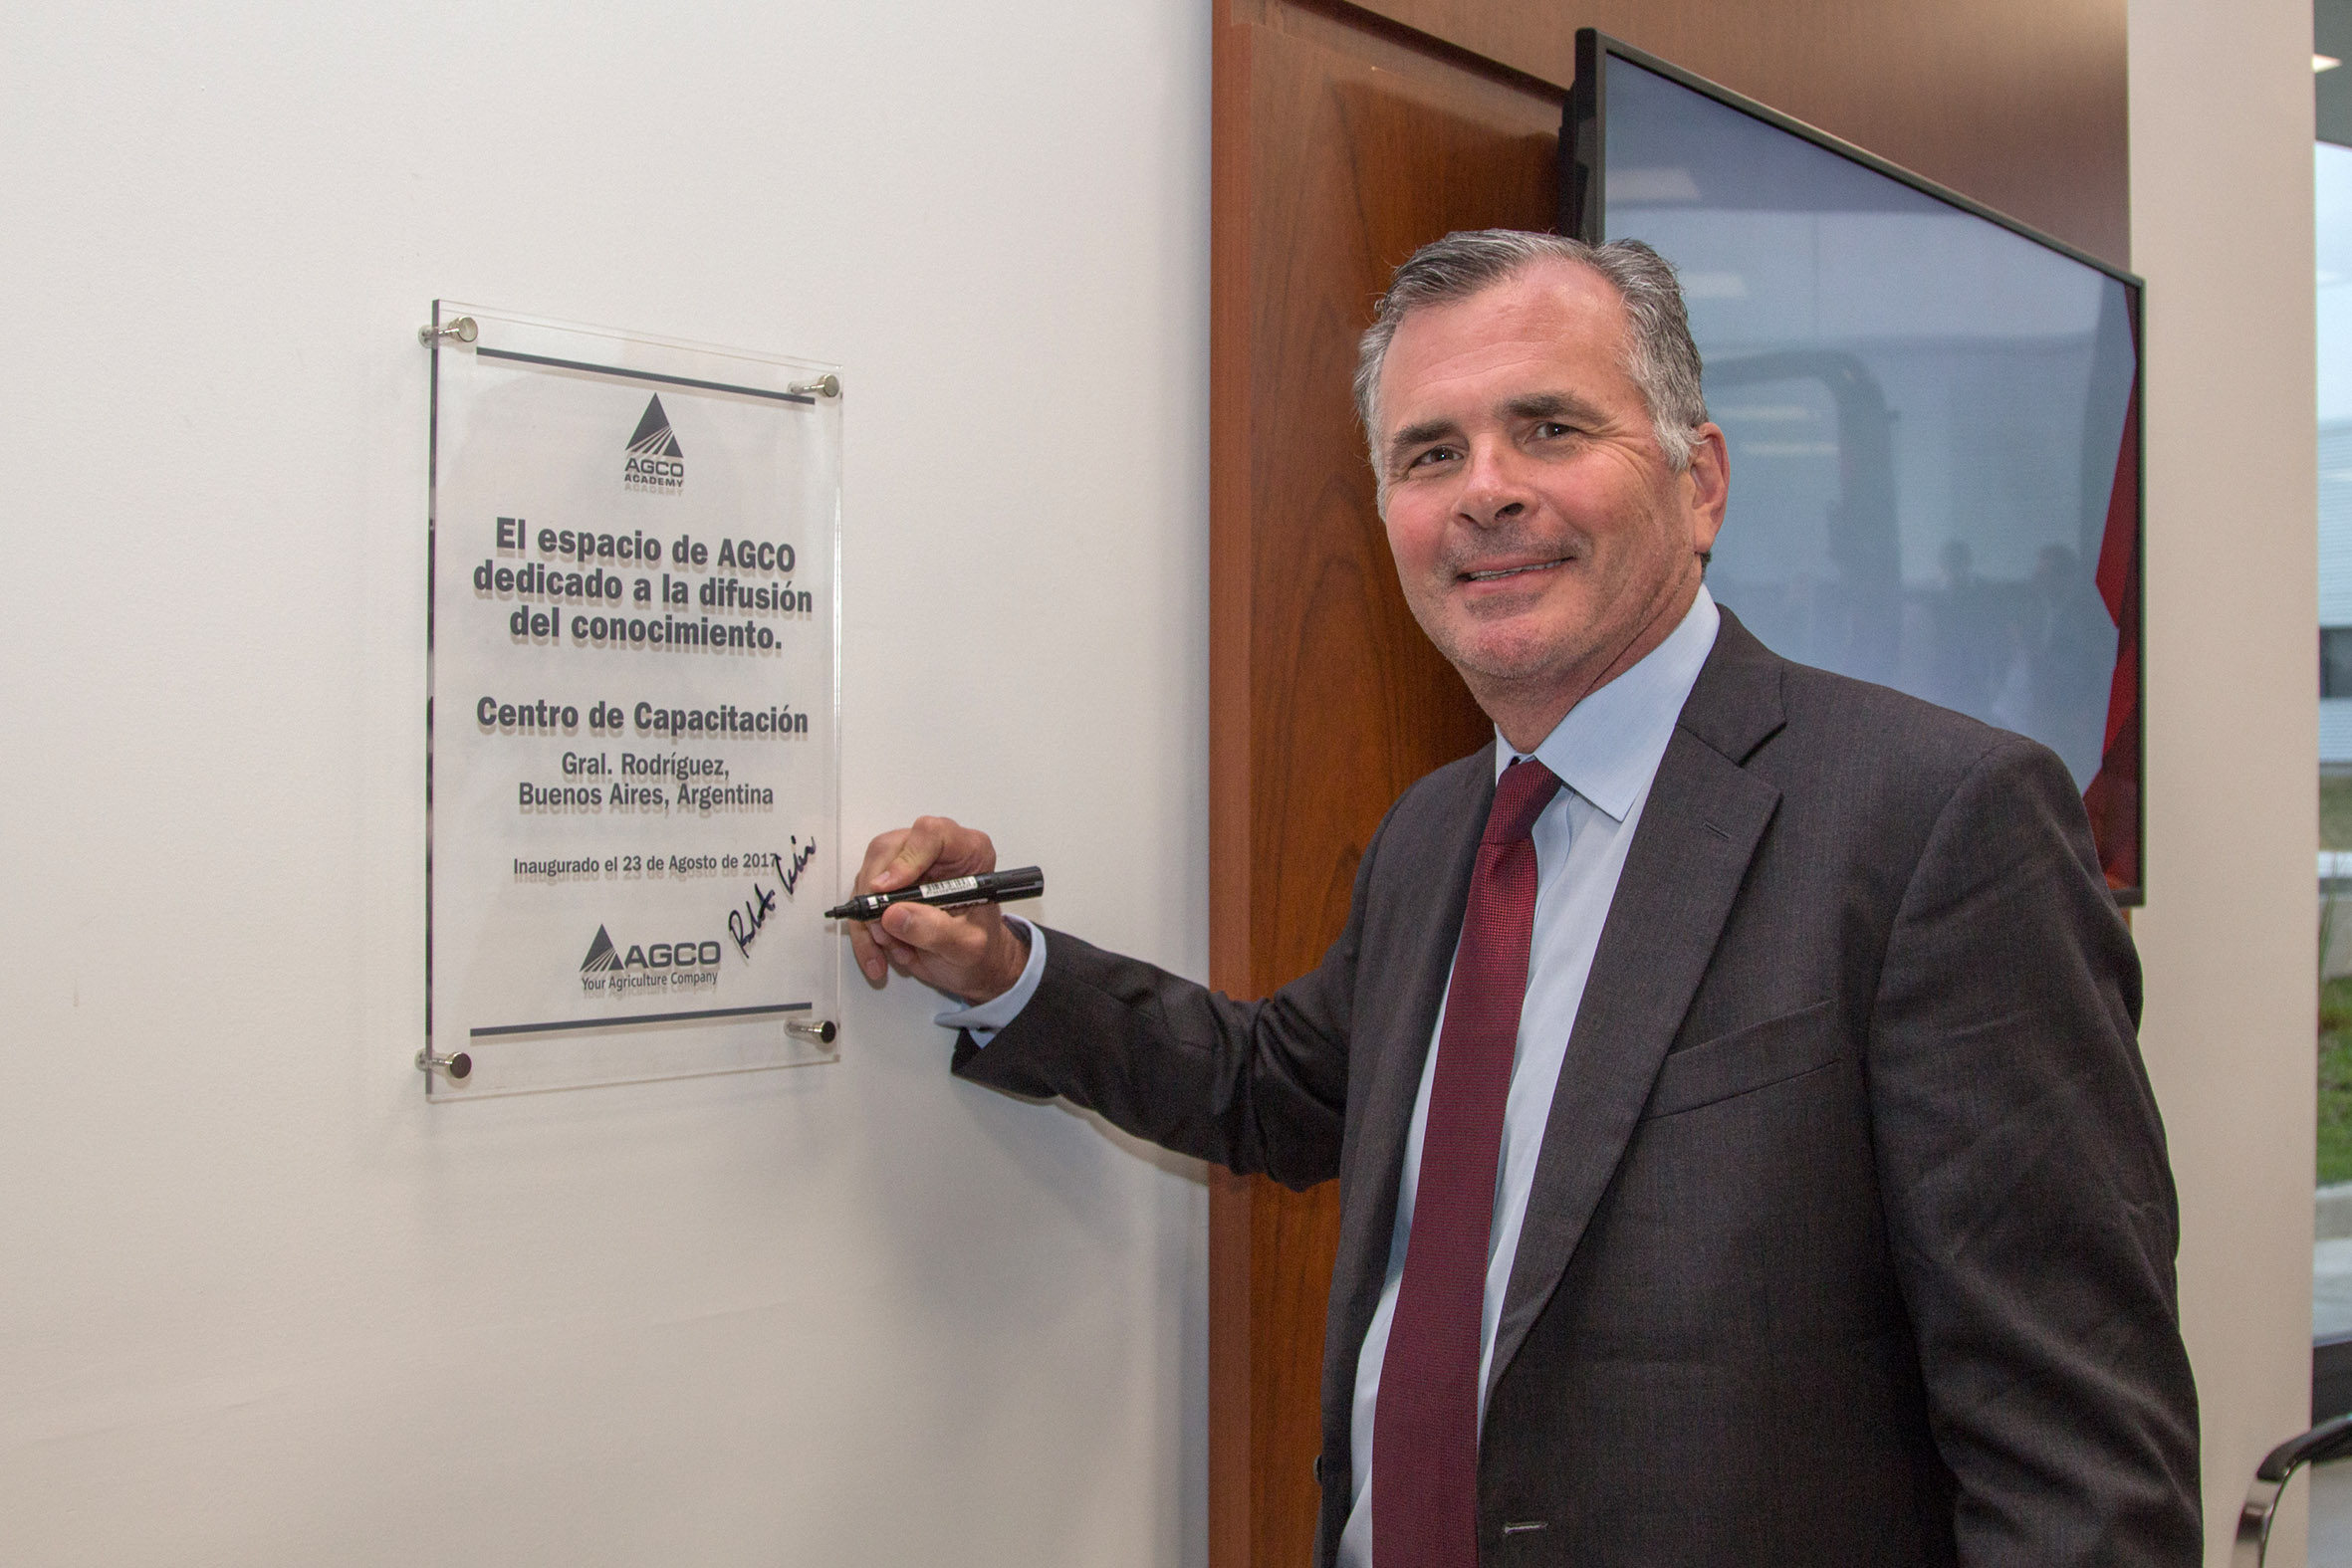 AGCO
ACADEMY
El espacio de AGCO
dedicado a la difusión
del conocimiento.
Centro de Capacitación
Gral. Rodríguez,
Buenos Aires, Argentina
Inaugurado el 23 de Agosto de 2017
AGCO
Your Agriculture Company